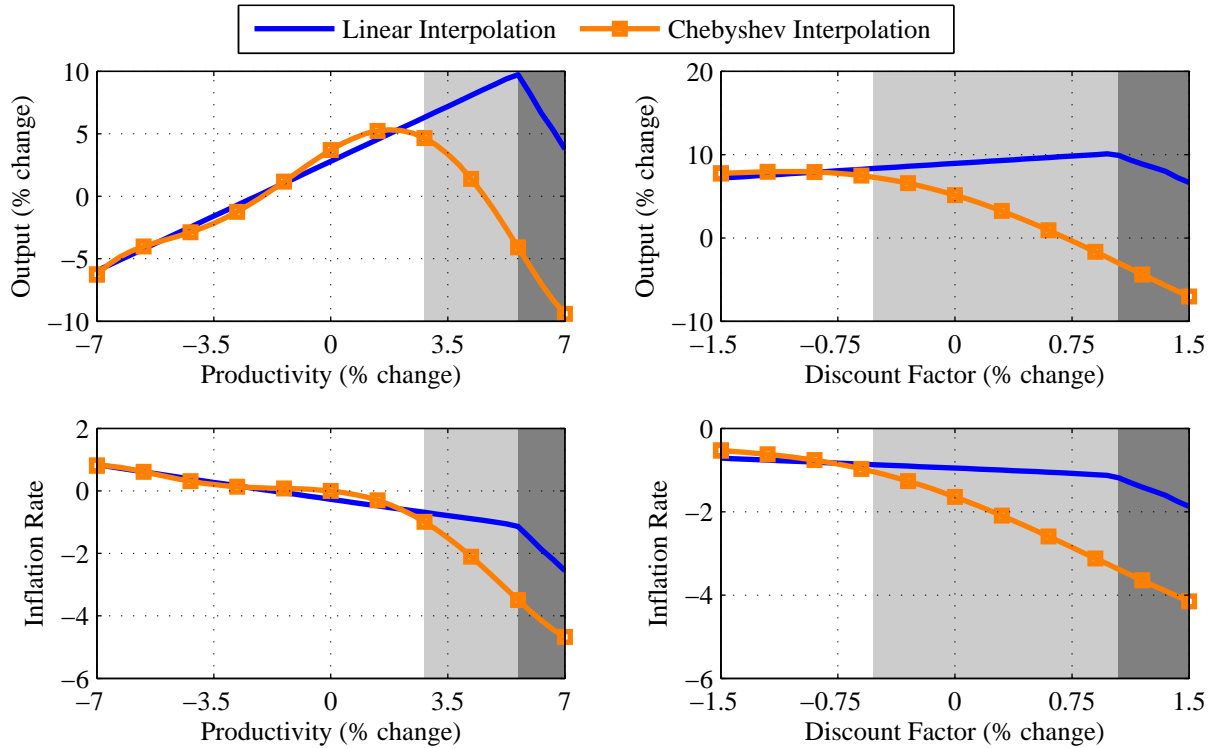 Linear Interpolation Chebyshev Interpolation
10
5
0
−5
−10
Output (% change)
−7 −3.5 0 3.5 7
Productivity (% change)
20
10
0
−10
Output (% change)
−1.5 −0.75 0 0.75 1.5
Discount Factor (% change)
2
0
−2
−4
−6
Inflation Rate
−7 −3.5 0 3.5 7
Productivity (% change)
0
−2
−4
−6
Inflation Rate
−1.5 −0.75 0 0.75 1.5
Discount Factor (% change)